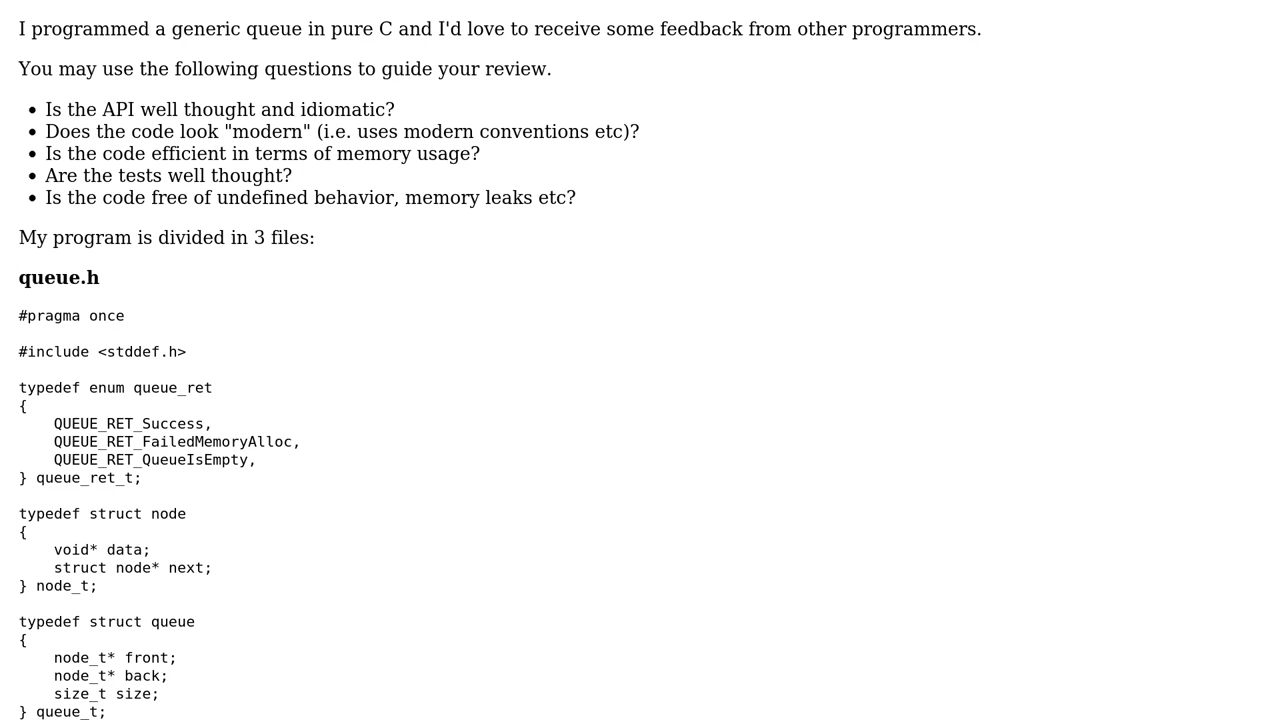 I programmed a generic queue in pure C and I'd love to receive some feedback from other programmers.
You may use the following questions to guide your review.
• Is the API well thought and idiomatic?
• Does the code look "modern" (i.e. uses modern conventions etc)?
• Is the code efficient in terms of memory usage?
• Are the tests well thought?
• Is the code free of undefined behavior, memory leaks etc?
My program is divided in 3 files:
queue.h
#pragma once
#include <stddef.h>
typedef enum queue_ret
{
    QUEUE_RET_Success,
    QUEUE_RET_FailedMemoryAlloc,
    QUEUE_RET_QueueIsEmpty,
} queue_ret_t;
typedef struct node
{
    void* data;
    struct node* next;
} node_t;
typedef struct queue
{
    node_t* front;
    node_t* back;
    size_t size;
} queue_t;